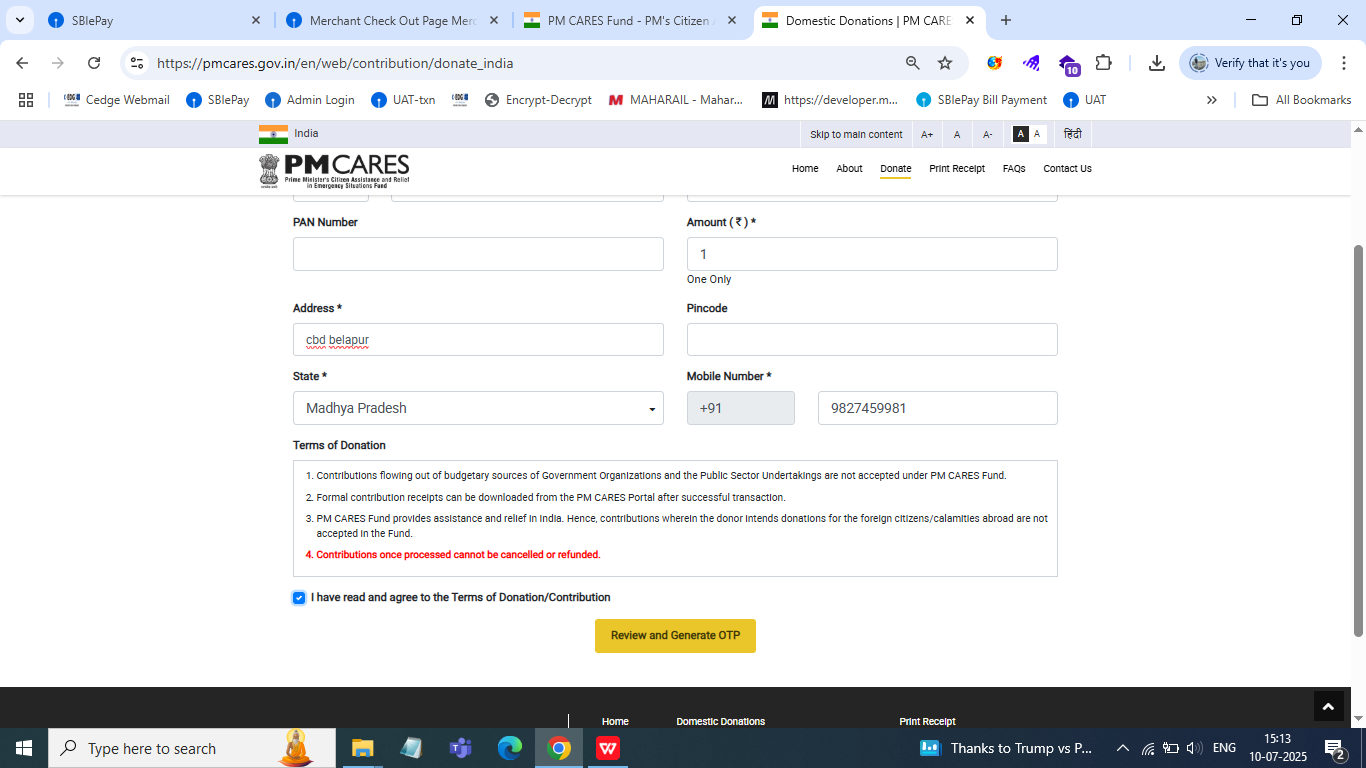 SBIePay
Merchant Check Out Page Merc
PM CARES Fund - PM's Citizen A
Domestic Donations | PM CARE
https://pmcares.gov.in/en/web/contribution/donate_india
10
Verify that it's you
Cedge Webmail
SBIePay
Admin Login
UAT-txn
Encrypt-Decrypt
MAHARAIL - Mahar...
https://developer.m...
SBIePay Bill Payment
UAT
All Bookmarks
India
Skip to main content
A+
A
A-
A
A
हिंदी
PM CARES
Prime Minister's Citizen Assistance and Relief
in Emergency Situations Fund
Home
About
Donate
Print Receipt
FAQs
Contact Us
PAN Number
Amount ( ₹ ) *
1
One Only
Address *
Pincode
cbd belapur
State *
Mobile Number *
Madhya Pradesh
+91
9827459981
Terms of Donation
1. Contributions flowing out of budgetary sources of Government Organizations and the Public Sector Undertakings are not accepted under PM CARES Fund.
2. Formal contribution receipts can be downloaded from the PM CARES Portal after successful transaction.
3. PM CARES Fund provides assistance and relief in India. Hence, contributions wherein the donor intends donations for the foreign citizens/calamities abroad are not
accepted in the Fund.
4. Contributions once processed cannot be cancelled or refunded.
I have read and agree to the Terms of Donation/Contribution
Review and Generate OTP
Home
Domestic Donations
Print Receipt
Type here to search
Thanks to Trump vs P...
ENG
15:13
10-07-2025
2